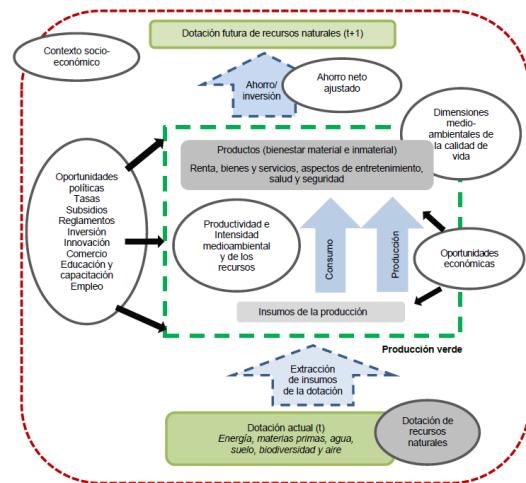 Dotación futura de recursos naturales (t+1)
Contexto socio-
económico
Ahorro/
inversión
Ahorro neto
ajustado
Dimensiones
medio-
ambientales de
la calidad de
vida
Productos (bienestar material e inmaterial)
Renta, bienes y servicios, aspectos de entretenimiento,
salud y seguridad
Oportunidades
políticas
Tasas
Subsidios
Reglamentos
Inversión
Innovación
Comercio
Educación y
capacitación
Empleo
Productividad e
Intensidad
medioambiental
y de los
recursos
Consumo
Producción
Oportunidades
económicas
Insumos de la producción
Producción verde
Extracción
de insumos
de la dotación
Dotación actual (t)
Energía, materias primas, agua,
suelo, biodiversidad y aire
Dotación de
recursos
naturales